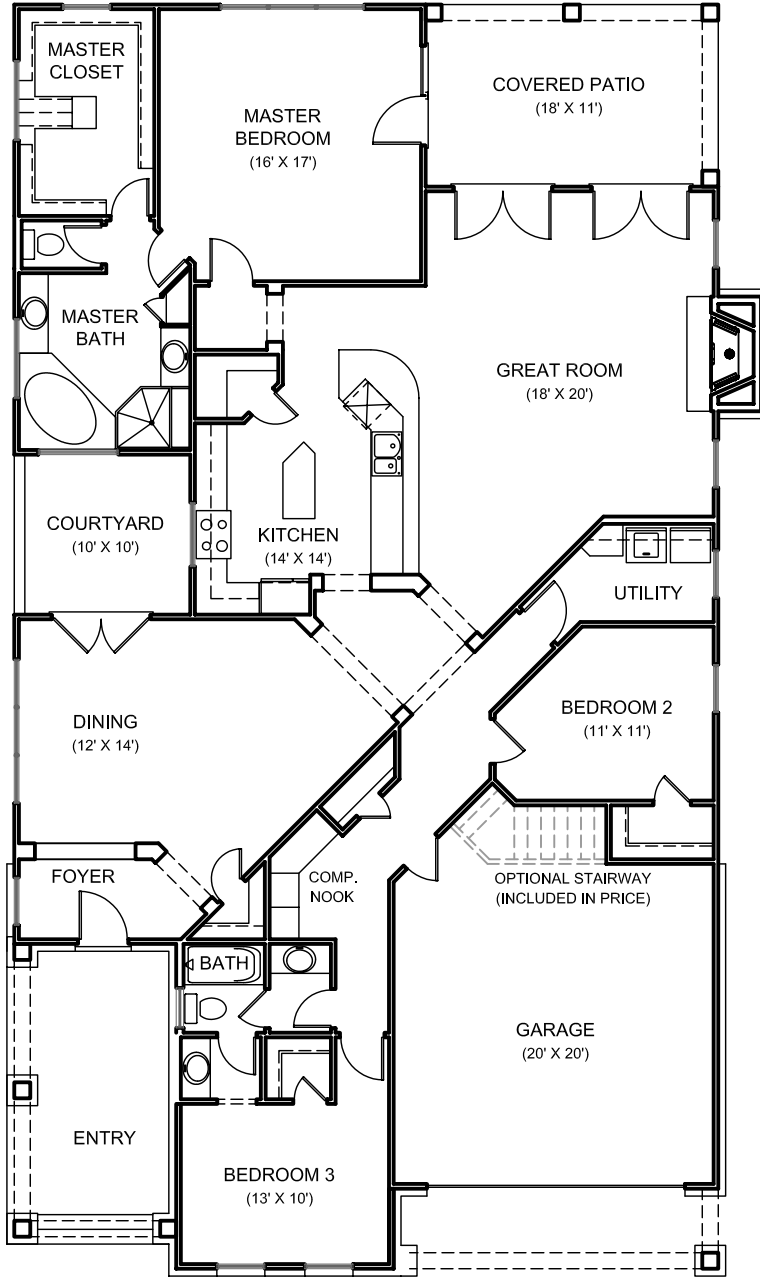 MASTER
CLOSET
MASTER
BEDROOM
(16' X 17')
COVERED PATIO
(18' X 11')
MASTER
BATH
GREAT ROOM
(18' X 20')
COURTYARD
(10' X 10')
KITCHEN
(14' X 14')
UTILITY
DINING
(12' X 14')
BEDROOM 2
(11' X 11')
FOYER
COMP.
NOOK
OPTIONAL STAIRWAY
(INCLUDED IN PRICE)
BATH
GARAGE
(20' X 20')
ENTRY
BEDROOM 3
(13' X 10')